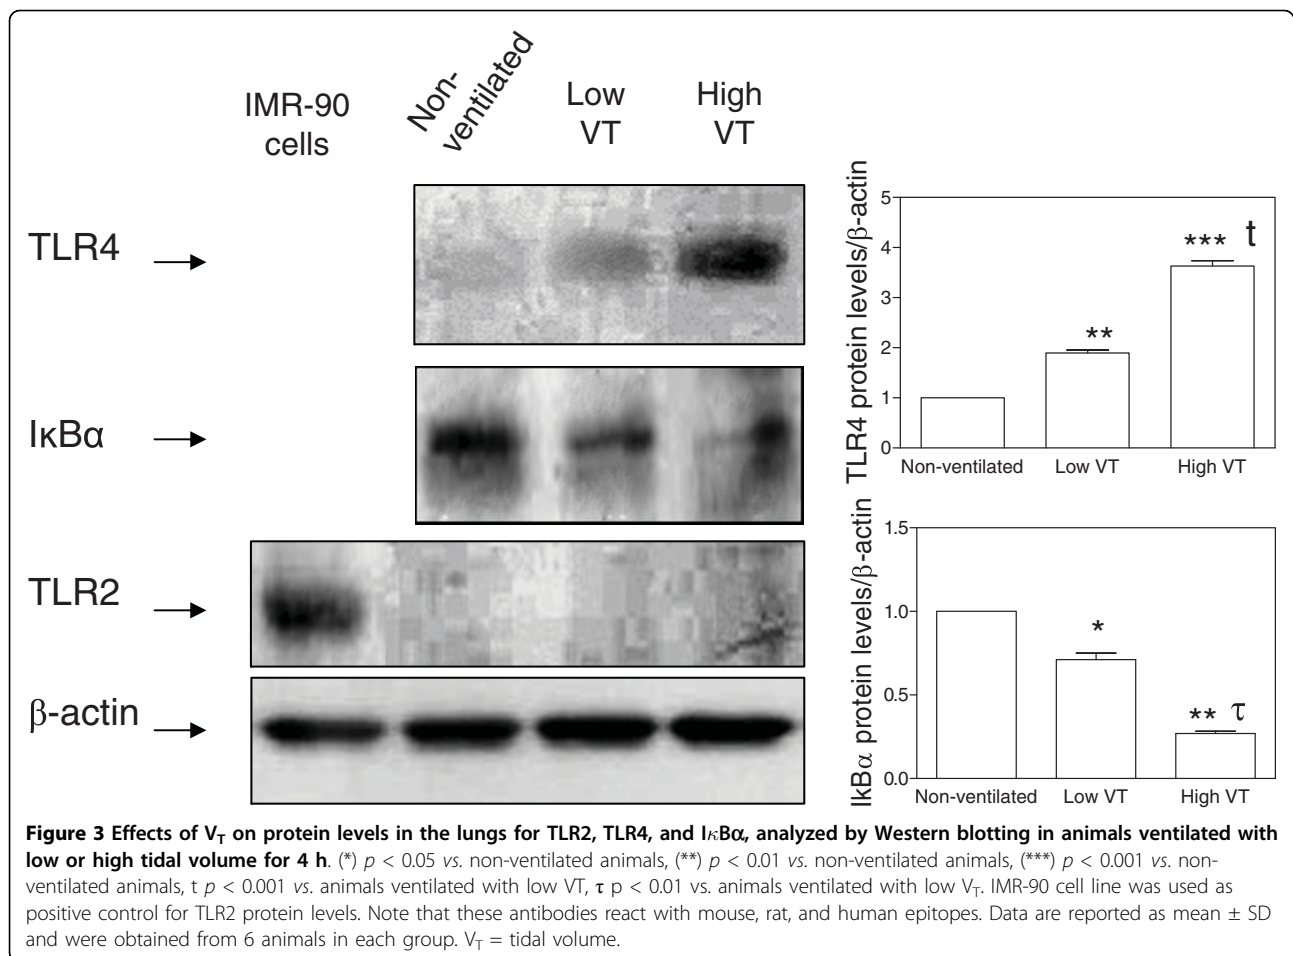 IMR-90
cells
Non-
ventilated
Low
VT
High
VT
TLR4
IκBα
TLR2
β-actin
TLR4 protein levels/β-actin
5
4
3
2
1
0
**
*** t
Non-ventilated Low VT High VT
IkBα protein levels/β-actin
1.5
1.0
0.5
0.0
*
** τ
Non-ventilated Low VT High VT
Figure 3 Effects of VT on protein levels in the lungs for TLR2, TLR4, and IκBα, analyzed by Western blotting in animals ventilated with
low or high tidal volume for 4 h. (*) p < 0.05 vs. non-ventilated animals, (**) p < 0.01 vs. non-ventilated animals, (***) p < 0.001 vs. non-
ventilated animals, t p < 0.001 vs. animals ventilated with low VT, τ p < 0.01 vs. animals ventilated with low VT. IMR-90 cell line was used as
positive control for TLR2 protein levels. Note that these antibodies react with mouse, rat, and human epitopes. Data are reported as mean ± SD
and were obtained from 6 animals in each group. VT = tidal volume.